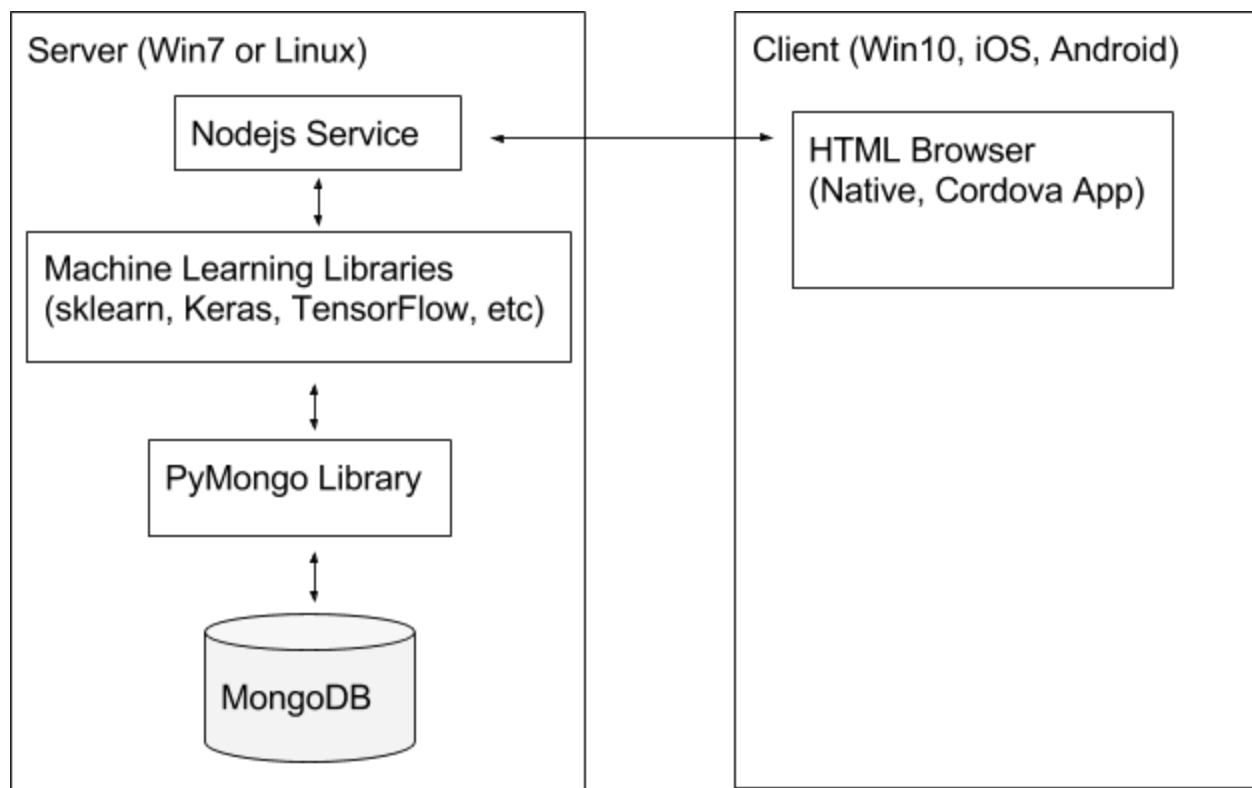 Server (Win7 or Linux)
Nodejs Service
Machine Learning Libraries
(sklearn, Keras, TensorFlow, etc)
PyMongo Library
MongoDB
Client (Win10, iOS, Android)
HTML Browser
(Native, Cordova App)